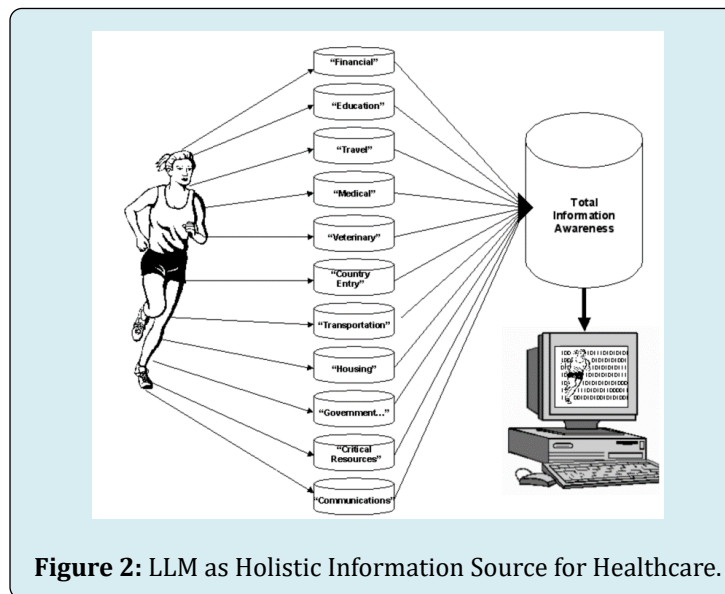 "Financial"
"Education"
"Travel"
"Medical"
"Veterinary"
"Country
Entry"
"Transportation"
"Housing"
"Government..."
"Critical
Resources"
"Communications"
Total
Information
Awareness
Figure 2: LLM as Holistic Information Source for Healthcare.